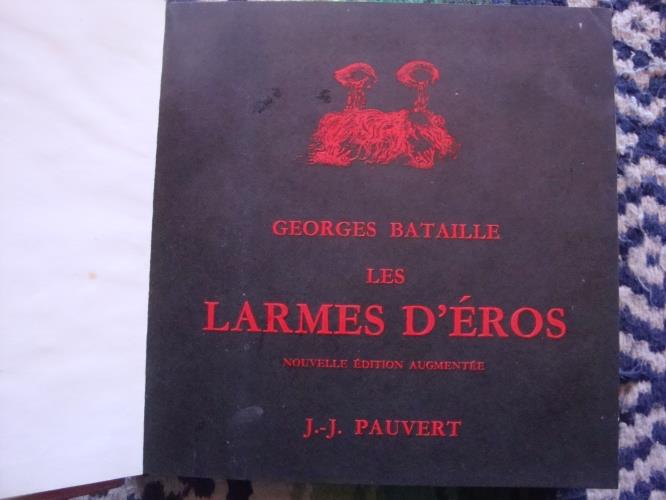 GEORGES BATAILLE
LES
LARMES D'ÉROS
NOUVELLE ÉDITION AUGMENTÉE
J.-J. PAUVERT